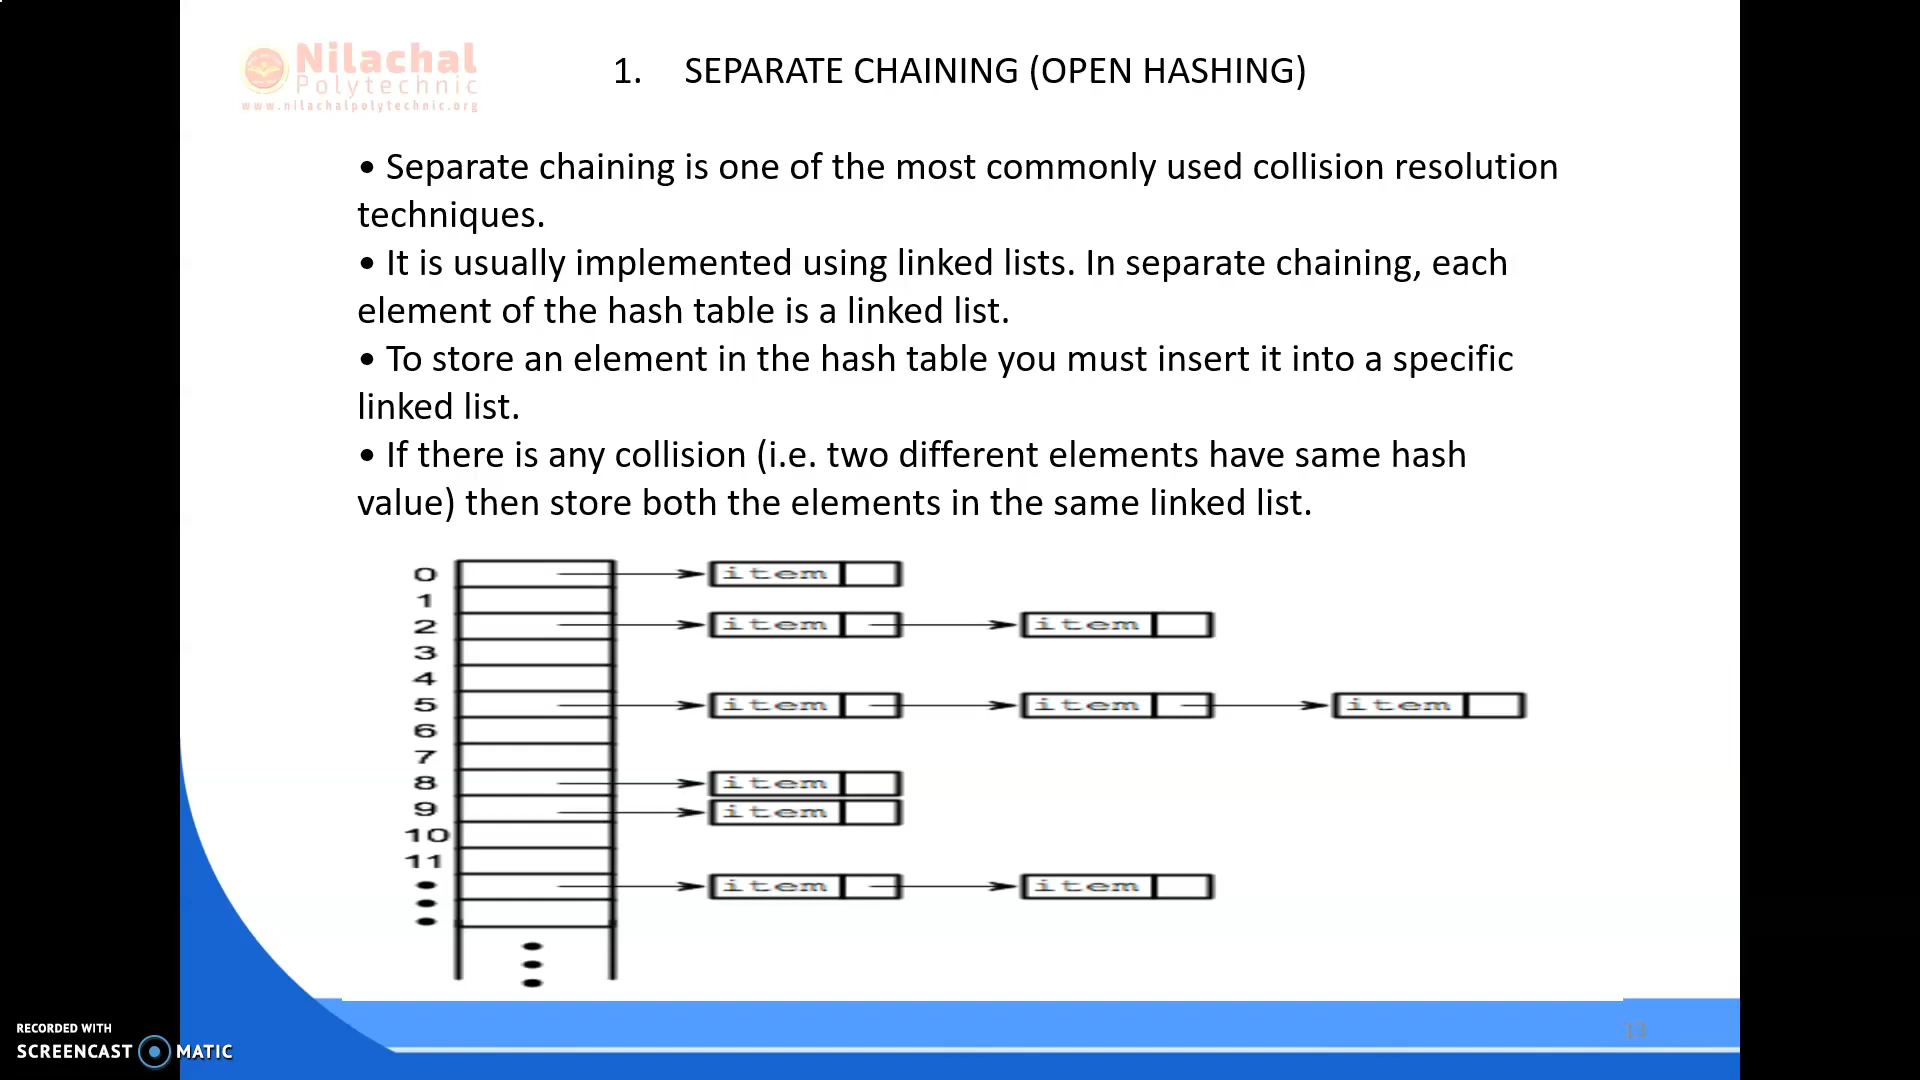 Nilachal
Polytechnic
www.nilachalpolytechnic.org
1. SEPARATE CHAINING (OPEN HASHING)
• Separate chaining is one of the most commonly used collision resolution
techniques.
• It is usually implemented using linked lists. In separate chaining, each
element of the hash table is a linked list.
• To store an element in the hash table you must insert it into a specific
linked list.
• If there is any collision (i.e. two different elements have same hash
value) then store both the elements in the same linked list.
0 item
1
2 item item
3
4
5 item item item
6
7
8 item
9 item
10
11
item item
13
RECORDED WITH
SCREENCAST MATIC